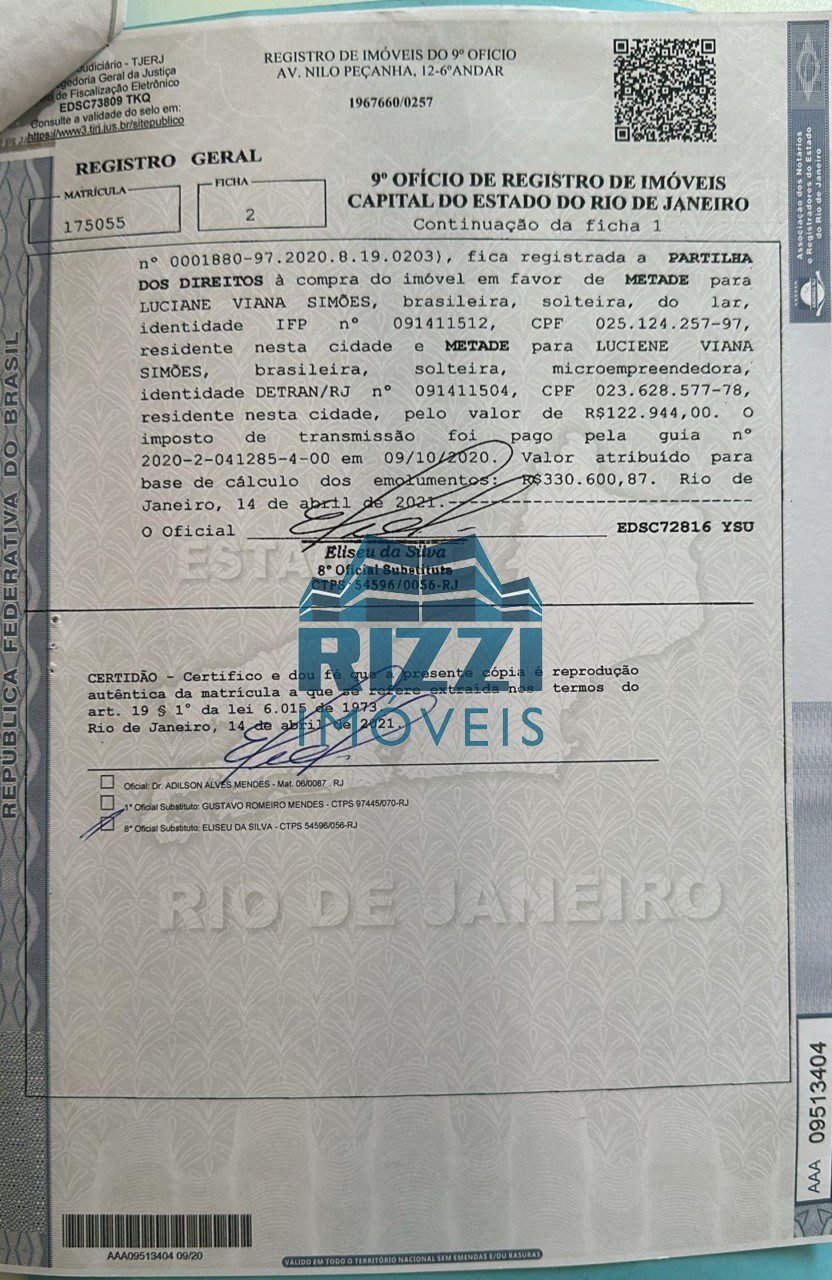 udiciário - TJERJ
gedoria Geral da Justiça
de Fiscalização Eletrônico
EDSC73809 TKQ
Consulte a validade do selo em:
https://www3.tjrj.jus.br/sitepublico
REGISTRO DE IMÓVEIS DO 9º OFICIO
AV. NILO PEÇANHA, 12-6ºANDAR
1967660/0257
REGISTRO GERAL
MATRÍCULA
175055
FICHA
2
9º OFÍCIO DE REGISTRO DE IMÓVEIS
CAPITAL DO ESTADO DO RIO DE JANEIRO
Continuação da ficha 1
Associação dos Notários
e Registradores do Estado
do Rio de Janeiro
REPÚBLICA FEDERATIVA DO BRASIL
nº 0001880-97.2020.8.19.0203), fica registrada a PARTILHA
DOS DIREITOS à compra do imóvel em favor de METADE para
LUCIANE VIANA SIMÕES, brasileira, solteira, do lar,
identidade IFP nº 091411512, CPF 025.124.257-97,
residente nesta cidade e METADE para LUCIENE VIANA
SIMÕES, brasileira, solteira, microempreendedora,
identidade DETRAN/RJ nº 091411504, CPF 023.628.577-78,
residente nesta cidade, pelo valor de R$122.944,00. O
imposto de transmissão foi pago pela guia nº
2020-2-041285-4-00 em 09/10/2020. Valor atribuído para
base de cálculo dos emolumentos: R$330.600,87. Rio de
Janeiro, 14 de abril de 2021.
O Oficial
EDSC72816 YSU
Eliseu da Silva
8º Oficial Substituto
CTPS: 54596/0056-RJ
ESTA
RIZZI
IMÓVEIS
CERTIDÃO - Certifico e dou fé que a presente cópia é reprodução
autêntica da matrícula a que se refere extraída nos termos do
art. 19 § 1º da lei 6.015 de 1973
Rio de Janeiro, 14 de abril de 2021.
Oficial: Dr. ADILSON ALVES MENDES - Mat. 06/0087 . RJ
1º Oficial Substituto: GUSTAVO ROMEIRO MENDES - CTPS 97445/070-RJ
8º Oficial Substituto: ELISEU DA SILVA - CTPS 54596/056-RJ
RIO DE JANEIRO
AAA 09513404
AAA09513404 09/20
VÁLIDO EM TODO O TERRITÓRIO NACIONAL SEM EMENDAS E/OU RASURAS